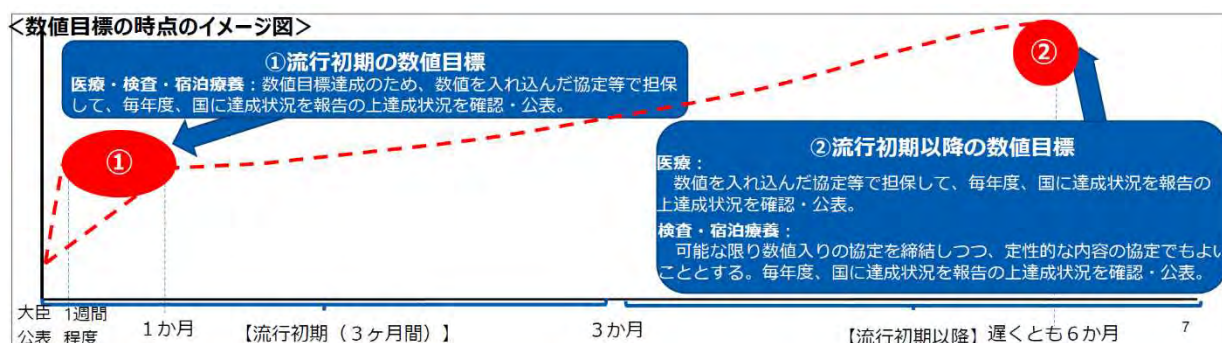 <数値目標の時点のイメージ図>
①流行初期の数値目標
医療・検査・宿泊療養：数値目標達成のため、数値を入れ込んだ協定等で担保
して、毎年度、国に達成状況を報告の上達成状況を確認・公表。
①
②
②流行初期以降の数値目標
医療：
数値を入れ込んだ協定等で担保して、毎年度、国に達成状況を報告の
上達成状況を確認・公表。
検査・宿泊療養：
可能な限り数値入りの協定を締結しつつ、定性的な内容の協定でもよい
こととする。毎年度、国に達成状況を報告の上達成状況を確認・公表。
大臣
公表
1週間
程度
１か月
【流行初期（３ヶ月間）】
３か月
【流行初期以降】
遅くとも６か月
7